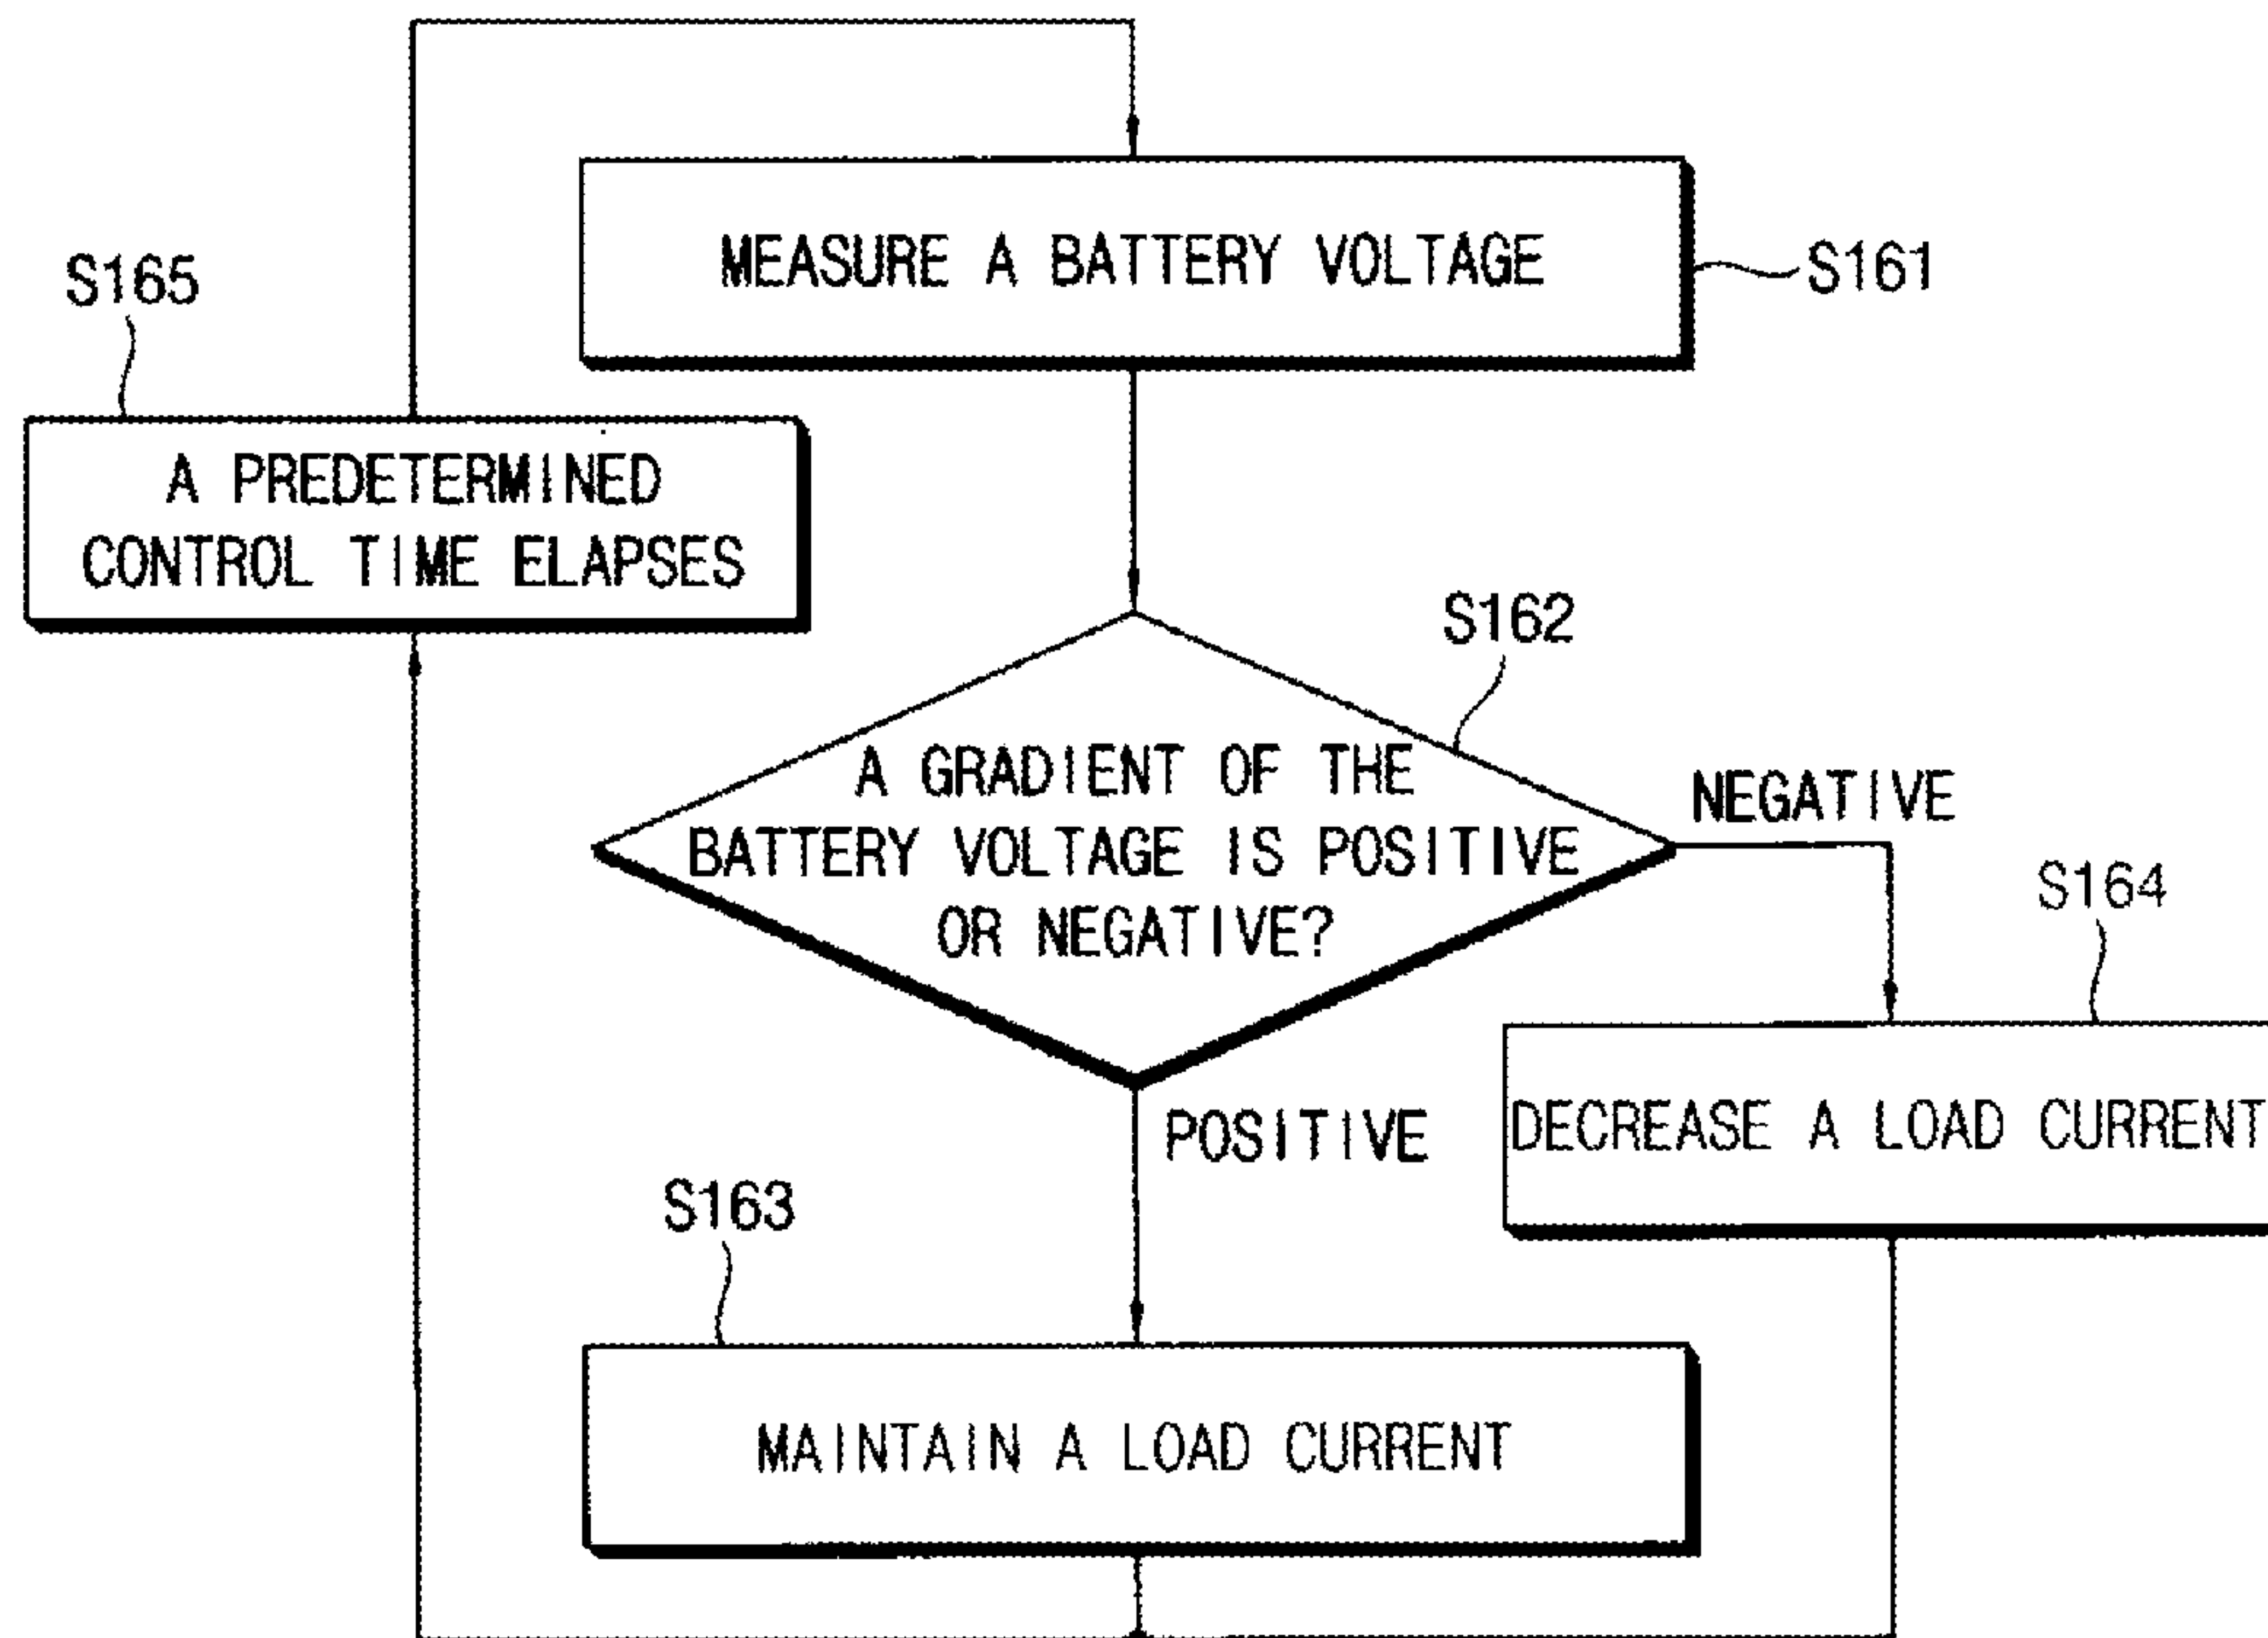 MEASURE A BATTERY VOLTAGE
S161
S165
A PREDETERMINED
CONTROL TIME ELAPSES
S162
A GRADIENT OF THE
BATTERY VOLTAGE IS POSITIVE
OR NEGATIVE?
NEGATIVE
S164
DECREASE A LOAD CURRENT
POSITIVE
S163
MAINTAIN A LOAD CURRENT